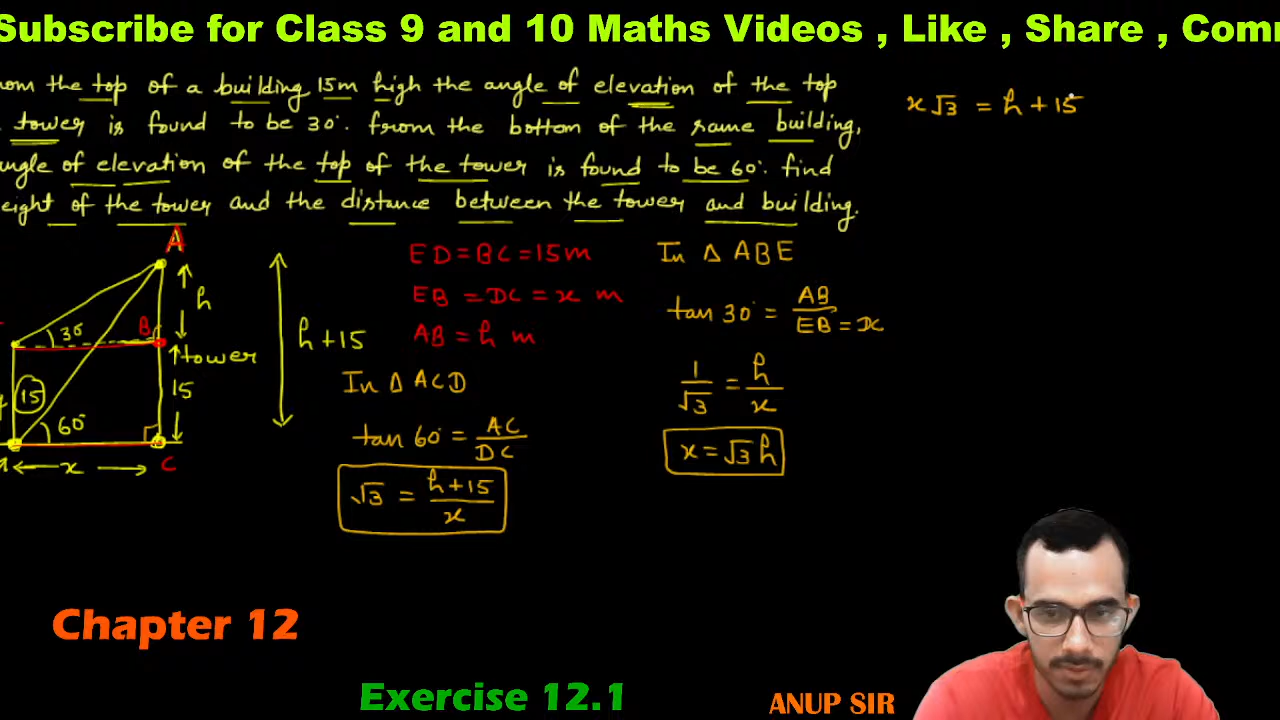 Subscribe for Class 9 and 10 Maths Videos , Like , Share , Com
the top of a building 15m high the angle of elevation of the top
tower is found to be 30°. from the bottom of the same building,
angle of elevation of the top of the tower is found to be 60°. find
of the tower and the distance between the tower and building.
x√3 = h+15
A
h
30°
B
tower
15
15
60°
x
C
h+15
ED = BC = 15m
EB = DC = x m
AB = h m
In Δ ACD
tan 60° = AC/DC
√3 = h+15/x
In Δ ABE
tan 30° = AB/EB = x
1/√3 = h/x
x = √3 h
Chapter 12
Exercise 12.1
ANUP SIR